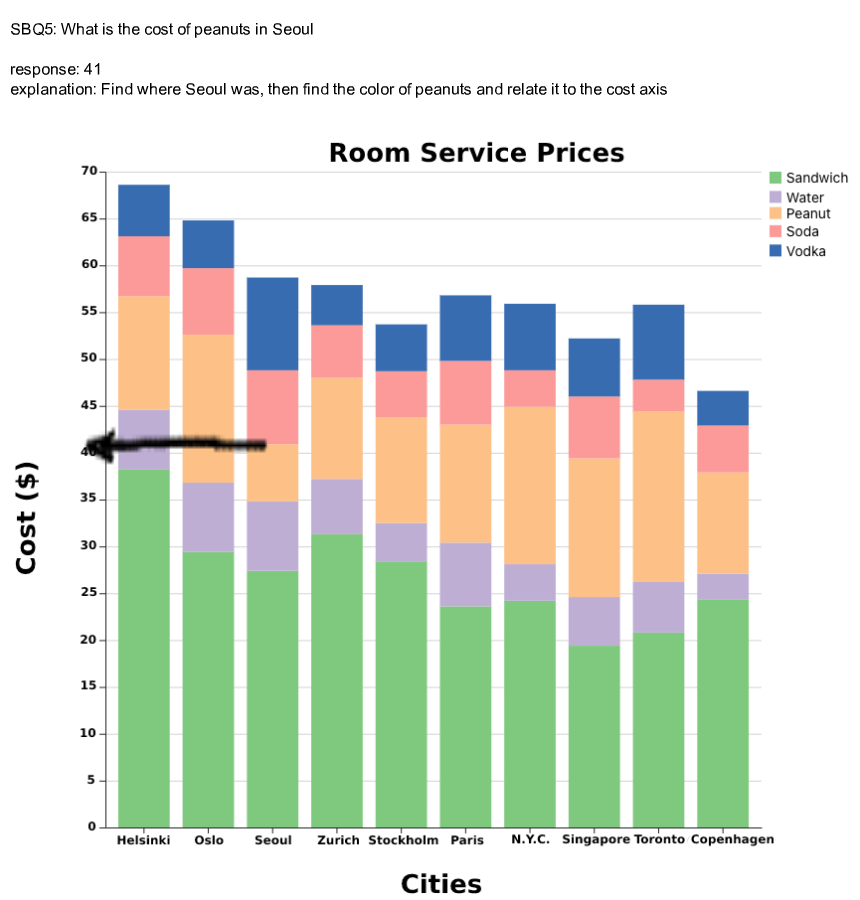 SBQ5: What is the cost of peanuts in Seoul
response: 41
explanation: Find where Seoul was, then find the color of peanuts and relate it to the cost axis
Room Service Prices
Sandwich
Water
Peanut
Soda
Vodka
70
65
60
55
50
45
40
35
30
25
20
15
10
5
0
Cost ($)
Helsinki Oslo Seoul Zurich Stockholm Paris N.Y.C. Singapore Toronto Copenhagen
Cities